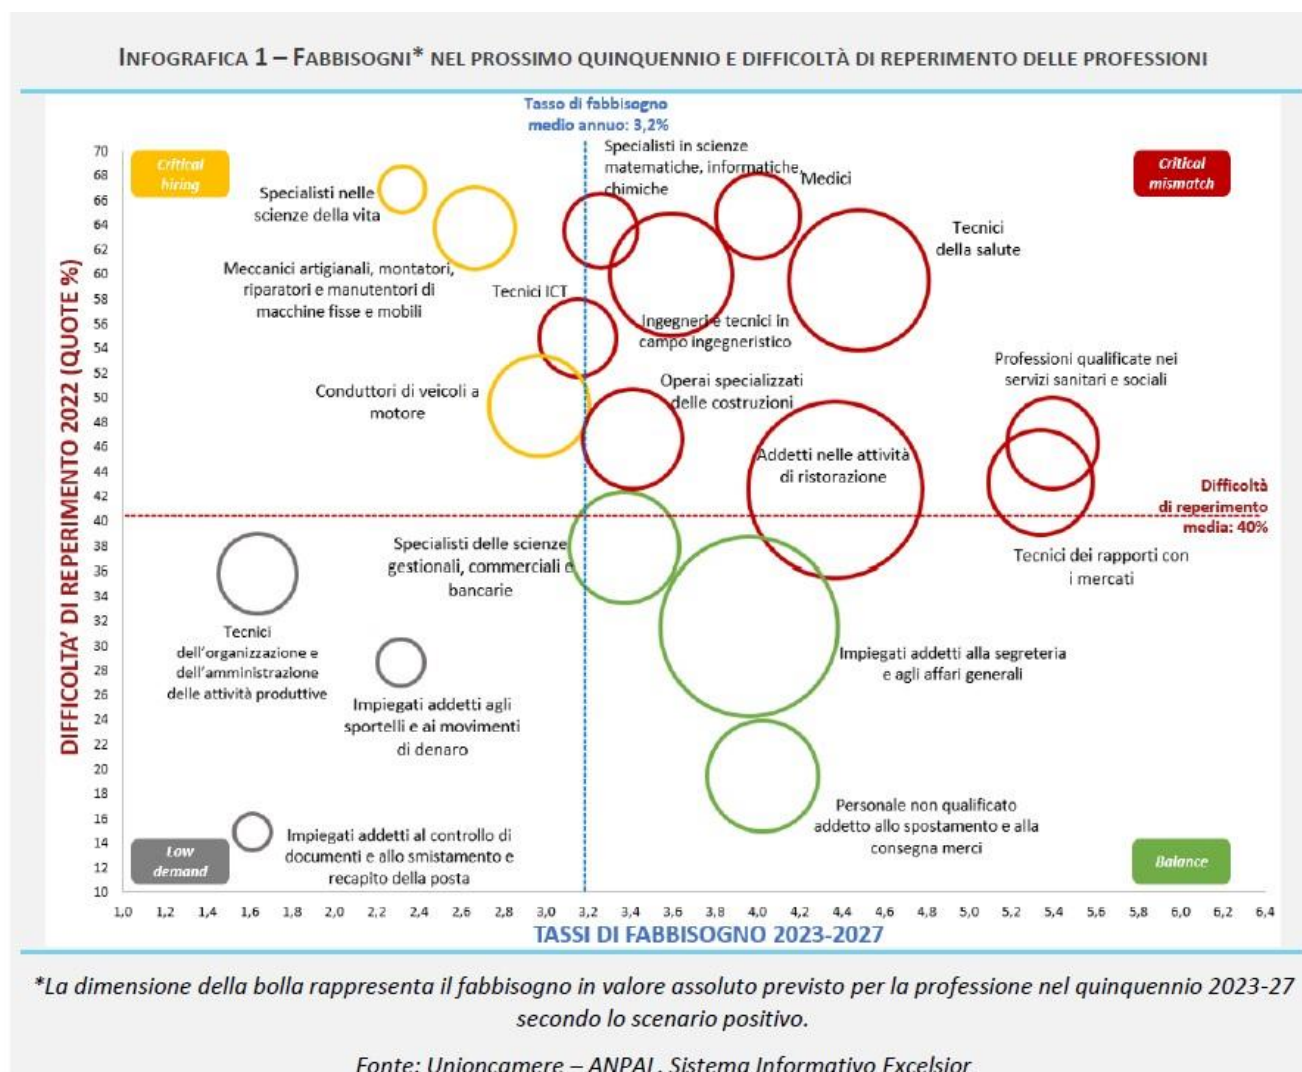 INFOGRAFICA 1 – FABBISOGNI* NEL PROSSIMO QUINQUENNIO E DIFFICOLTÀ DI REPERIMENTO DELLE PROFESSIONI
Tasso di fabbisogno
medio annuo: 3,2%
Critical
hiring
Critical
mismatch
Specialisti in scienze
matematiche, informatiche,
chimiche
Medici
Specialisti nelle
scienze della vita
Tecnici
della salute
Meccanici artigianali, montatori,
riparatori e manutentori di
macchine fisse e mobili
Tecnici ICT
Ingegneri e tecnici in
campo ingegneristico
Professioni qualificate nei
servizi sanitari e sociali
Conduttori di veicoli a
motore
Operai specializzati
delle costruzioni
Addetti nelle attività
di ristorazione
Difficoltà
di reperimento
media: 40%
Specialisti delle scienze
gestionali, commerciali e
bancarie
Tecnici dei rapporti con
i mercati
Tecnici
dell'organizzazione e
dell'amministrazione
delle attività produttive
Impiegati addetti alla segreteria
e agli affari generali
Impiegati addetti agli
sportelli e ai movimenti
di denaro
Personale non qualificato
addetto allo spostamento e alla
consegna merci
Impiegati addetti al controllo di
documenti e allo smistamento e
recapito della posta
Low
demand
Balance
DIFFICOLTA' DI REPERIMENTO 2022 (QUOTE %)
70
68
66
64
62
60
58
56
54
52
50
48
46
44
42
40
38
36
34
32
30
28
26
24
22
20
18
16
14
12
10
1,0 1,2 1,4 1,6 1,8 2,0 2,2 2,4 2,6 2,8 3,0 3,2 3,4 3,6 3,8 4,0 4,2 4,4 4,6 4,8 5,0 5,2 5,4 5,6 5,8 6,0 6,2 6,4
TASSI DI FABBISOGNO 2023-2027
*La dimensione della bolla rappresenta il fabbisogno in valore assoluto previsto per la professione nel quinquennio 2023-27
secondo lo scenario positivo.
Fonte: Unioncamere – ANPAL, Sistema Informativo Excelsior